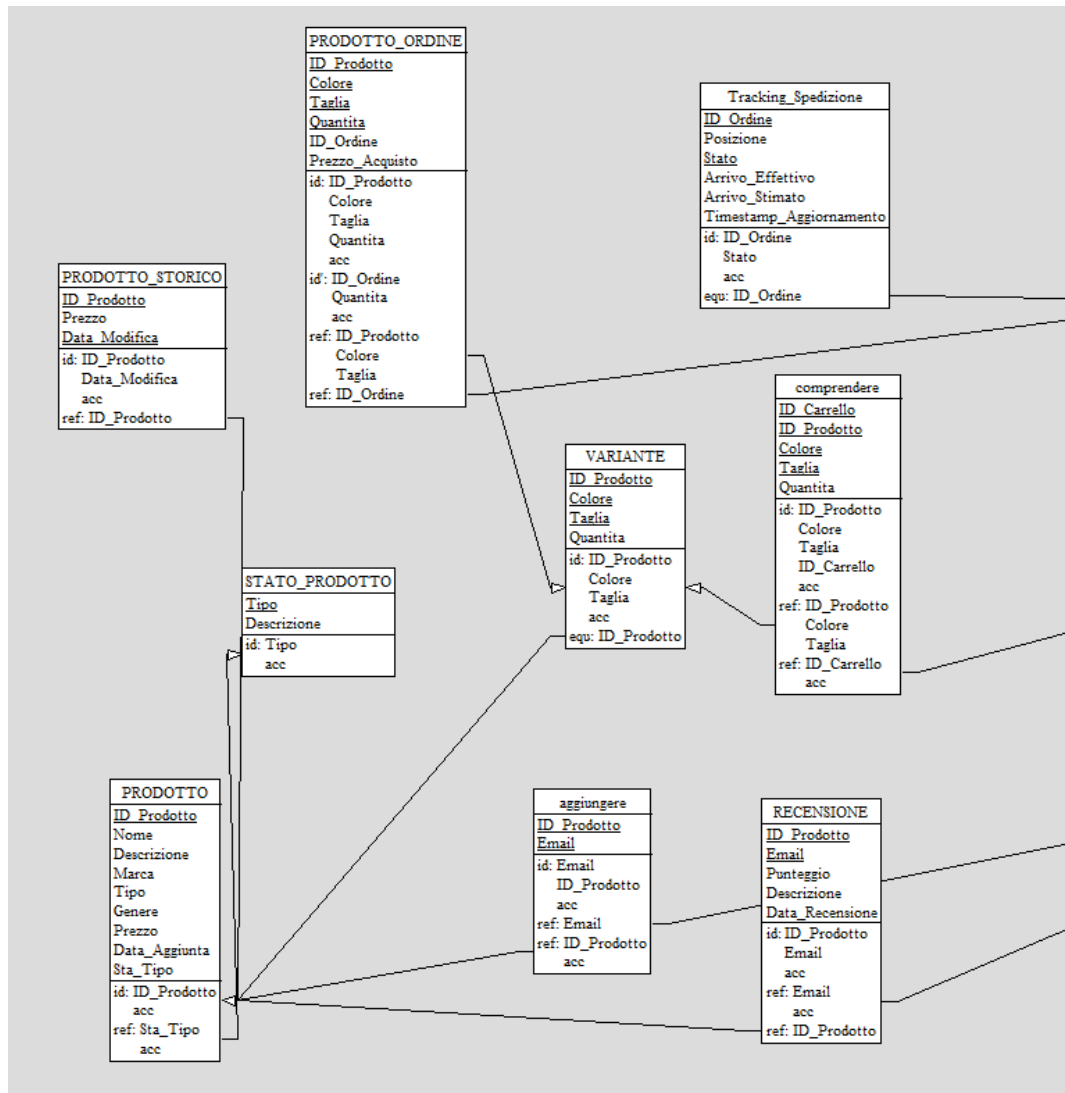 PRODOTTO_ORDINE
ID_Prodotto
Colore
Taglia
Quantita
ID_Ordine
Prezzo_Acquisto
id: ID_Prodotto
Colore
Taglia
Quantita
acc
id': ID_Ordine
Quantita
acc
ref: ID_Prodotto
Colore
Taglia
ref: ID_Ordine
Tracking_Spedizione
ID_Ordine
Posizione
Stato
Arrivo_Effettivo
Arrivo_Stimato
Timestamp_Aggiornamento
id: ID_Ordine
Stato
acc
equ: ID_Ordine
PRODOTTO_STORICO
ID_Prodotto
Prezzo
Data_Modifica
id: ID_Prodotto
Data_Modifica
acc
ref: ID_Prodotto
comprendere
ID_Carrello
ID_Prodotto
Colore
Taglia
Quantita
id: ID_Prodotto
Colore
Taglia
ID_Carrello
acc
ref: ID_Prodotto
Colore
Taglia
ref: ID_Carrello
acc
VARIANTE
ID_Prodotto
Colore
Taglia
Quantita
id: ID_Prodotto
Colore
Taglia
acc
equ: ID_Prodotto
STATO_PRODOTTO
Tipo
Descrizione
id: Tipo
acc
PRODOTTO
ID_Prodotto
Nome
Descrizione
Marca
Tipo
Genere
Prezzo
Data_Aggiunta
Sta_Tipo
id: ID_Prodotto
acc
ref: Sta_Tipo
acc
aggiungere
ID_Prodotto
Email
id: Email
ID_Prodotto
acc
ref: Email
ref: ID_Prodotto
acc
RECENSIONE
ID_Prodotto
Email
Punteggio
Descrizione
Data_Recensione
id: ID_Prodotto
Email
acc
ref: Email
acc
ref: ID_Prodotto